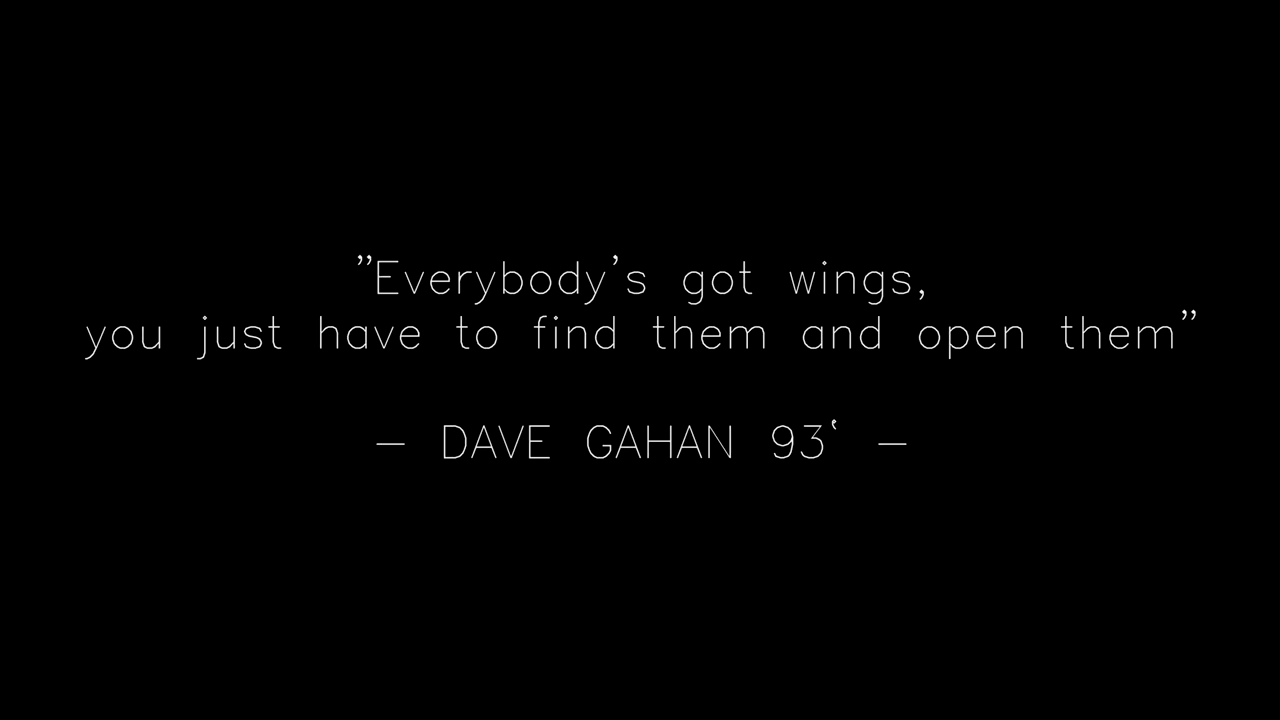 ”Everybody’s got wings,
you just have to find them and open them”
– DAVE GAHAN 93‘ –